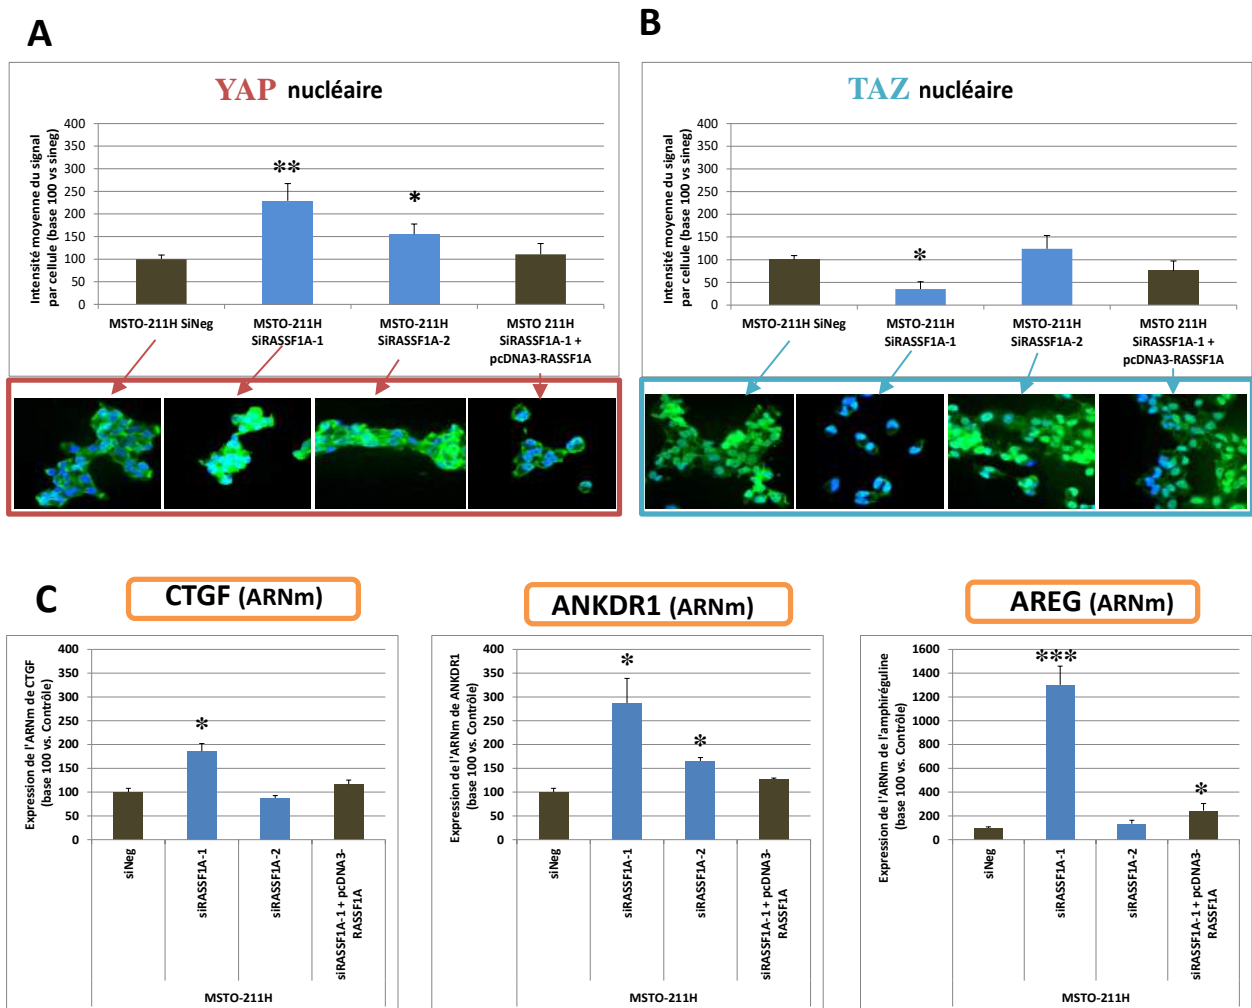 A
YAP nucléaire
Intensité moyenne du signal
par cellule (base 100 vs sineg)
400
350
300
250
200
150
100
50
0
**
*
MSTO-211H SiNeg
MSTO-211H
SiRASSF1A-1
MSTO-211H
SiRASSF1A-2
MSTO 211H
SiRASSF1A-1 +
pcDNA3-RASSF1A
B
TAZ nucléaire
Intensité moyenne du signal
par cellule (base 100 vs sineg)
400
350
300
250
200
150
100
50
0
*
MSTO-211H SiNeg
MSTO-211H
SiRASSF1A-1
MSTO-211H
SiRASSF1A-2
MSTO 211H
SiRASSF1A-1 +
pcDNA3-RASSF1A
C
CTGF (ARNm)
Expression de l'ARNm de CTGF
(base 100 vs. Contrôle)
400
350
300
250
200
150
100
50
0
*
siNeg
siRASSF1A-1
siRASSF1A-2
siRASSF1A-1 + pcDNA3-
RASSF1A
MSTO-211H
ANKDR1 (ARNm)
Expression de l'ARNm de ANKDR1
(base 100 vs. Contrôle)
400
350
300
250
200
150
100
50
0
*
*
siNeg
siRASSF1A-1
siRASSF1A-2
siRASSF1A-1 + pcDNA3-
RASSF1A
MSTO-211H
AREG (ARNm)
Expression de l'ARNm de l'amphiréguline
(base 100 vs. Contrôle)
1600
1400
1200
1000
800
600
400
200
0
***
*
siNeg
siRASSF1A-1
siRASSF1A-2
siRASSF1A-1 + pcDNA3-
RASSF1A
MSTO-211H